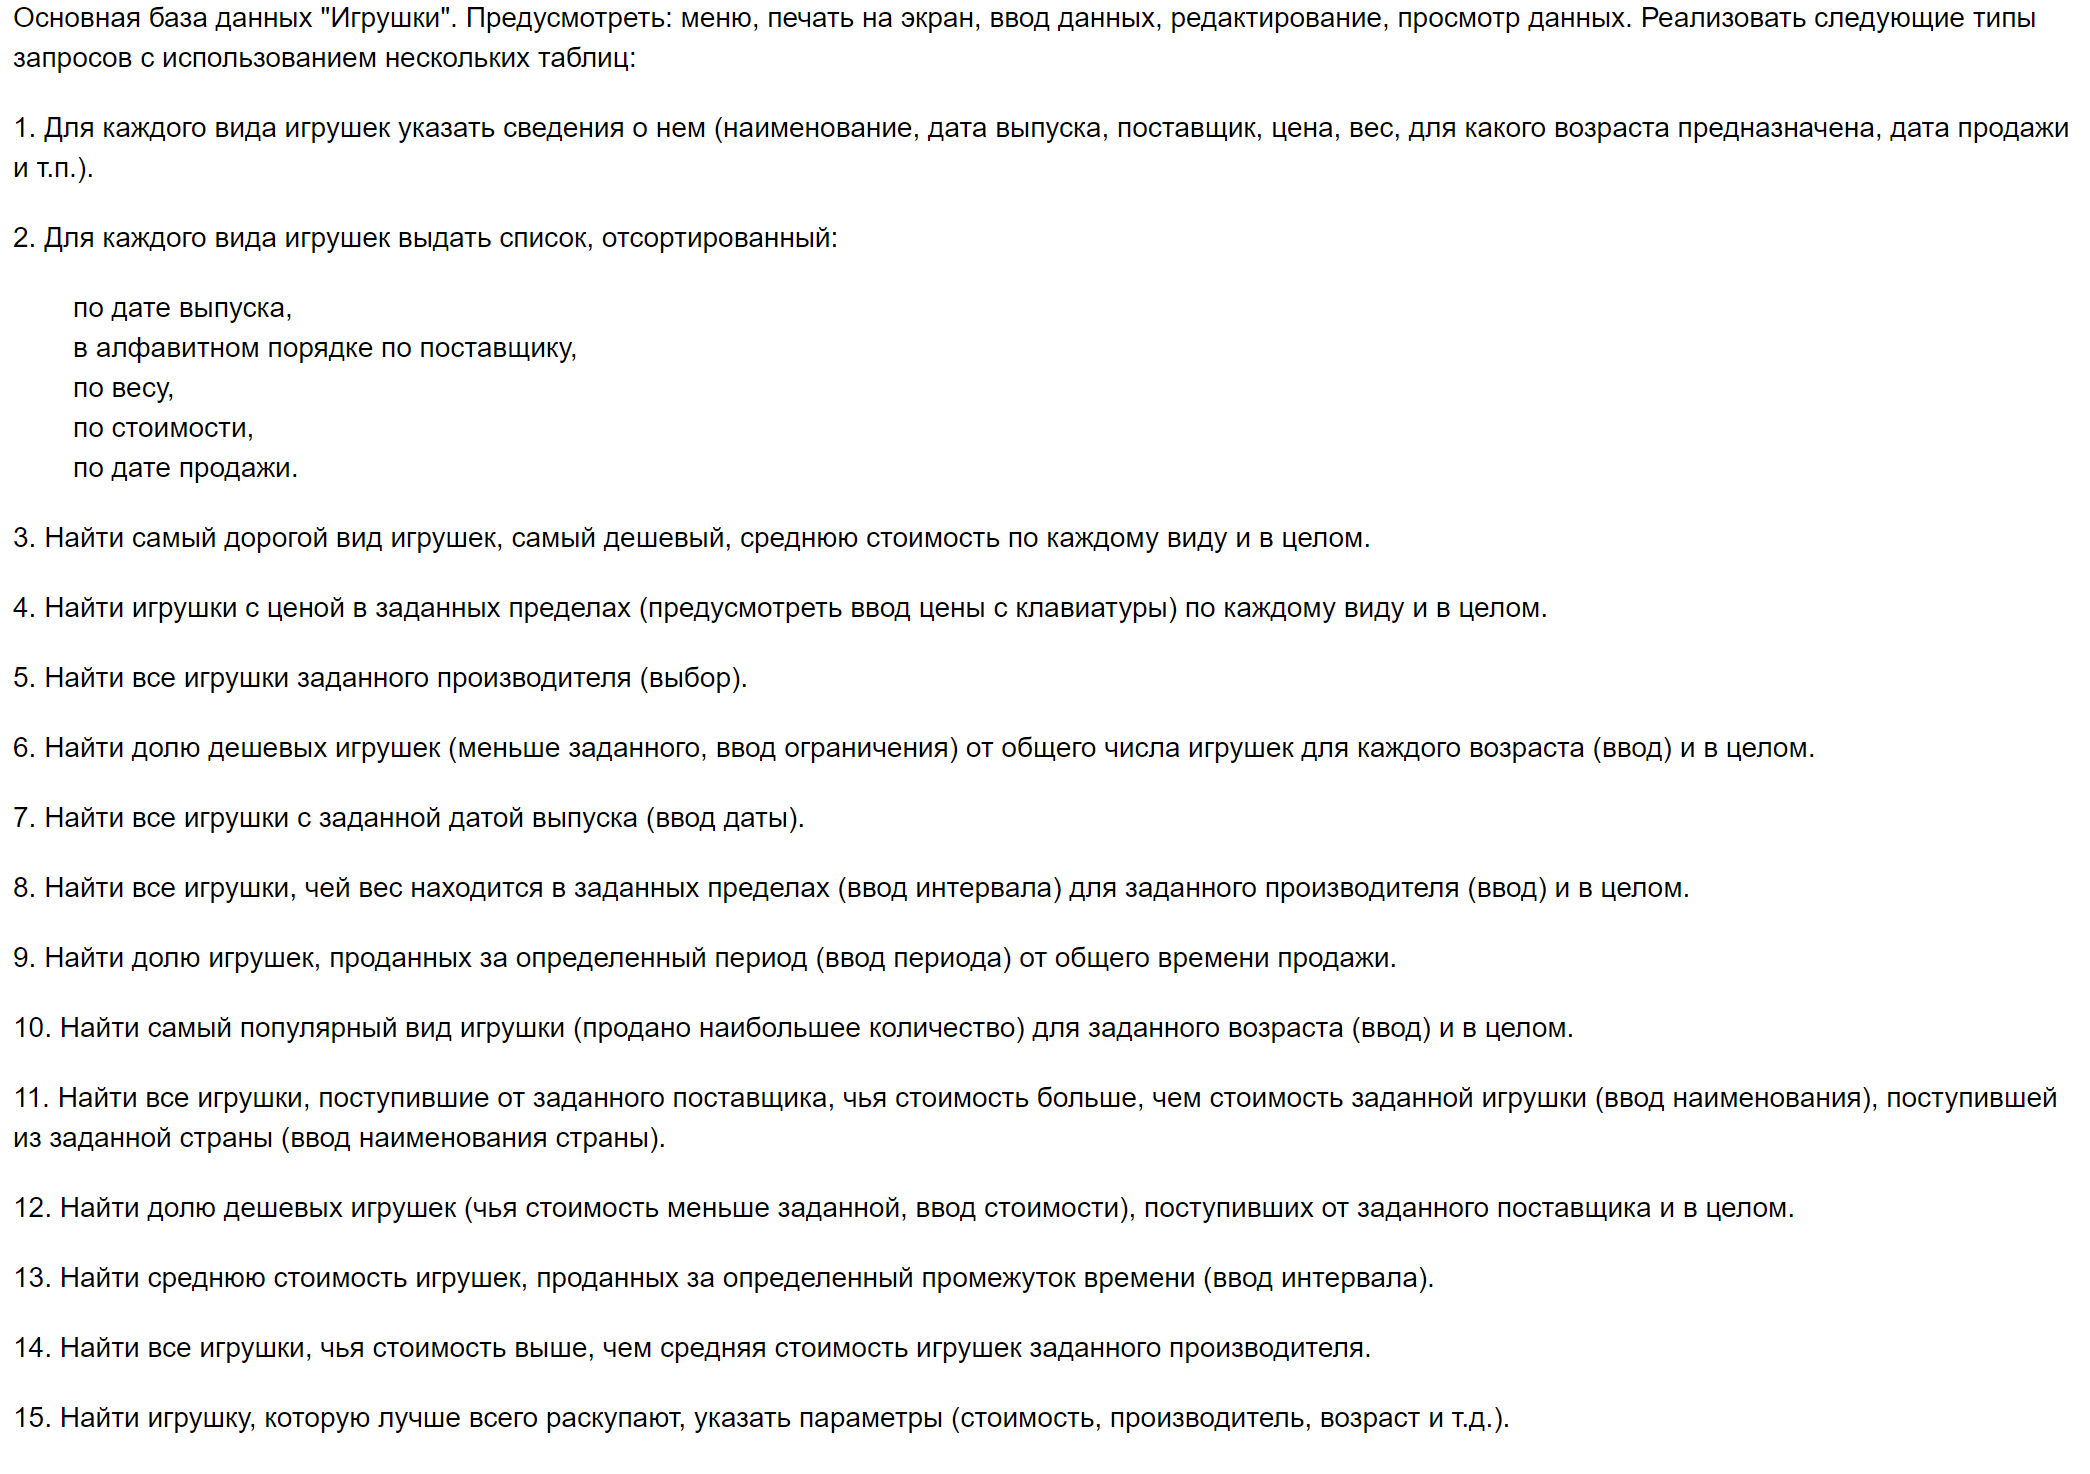 Основная база данных "Игрушки". Предусмотреть: меню, печать на экран, ввод данных, редактирование, просмотр данных. Реализовать следующие типы
запросов с использованием нескольких таблиц:
1. Для каждого вида игрушек указать сведения о нем (наименование, дата выпуска, поставщик, цена, вес, для какого возраста предназначена, дата продажи
и т.п.).
2. Для каждого вида игрушек выдать список, отсортированный:
по дате выпуска,
в алфавитном порядке по поставщику,
по весу,
по стоимости,
по дате продажи.
3. Найти самый дорогой вид игрушек, самый дешевый, среднюю стоимость по каждому виду и в целом.
4. Найти игрушки с ценой в заданных пределах (предусмотреть ввод цены с клавиатуры) по каждому виду и в целом.
5. Найти все игрушки заданного производителя (выбор).
6. Найти долю дешевых игрушек (меньше заданного, ввод ограничения) от общего числа игрушек для каждого возраста (ввод) и в целом.
7. Найти все игрушки с заданной датой выпуска (ввод даты).
8. Найти все игрушки, чей вес находится в заданных пределах (ввод интервала) для заданного производителя (ввод) и в целом.
9. Найти долю игрушек, проданных за определенный период (ввод периода) от общего времени продажи.
10. Найти самый популярный вид игрушки (продано наибольшее количество) для заданного возраста (ввод) и в целом.
11. Найти все игрушки, поступившие от заданного поставщика, чья стоимость больше, чем стоимость заданной игрушки (ввод наименования), поступившей
из заданной страны (ввод наименования страны).
12. Найти долю дешевых игрушек (чья стоимость меньше заданной, ввод стоимости), поступивших от заданного поставщика и в целом.
13. Найти среднюю стоимость игрушек, проданных за определенный промежуток времени (ввод интервала).
14. Найти все игрушки, чья стоимость выше, чем средняя стоимость игрушек заданного производителя.
15. Найти игрушку, которую лучше всего раскупают, указать параметры (стоимость, производитель, возраст и т.д.).